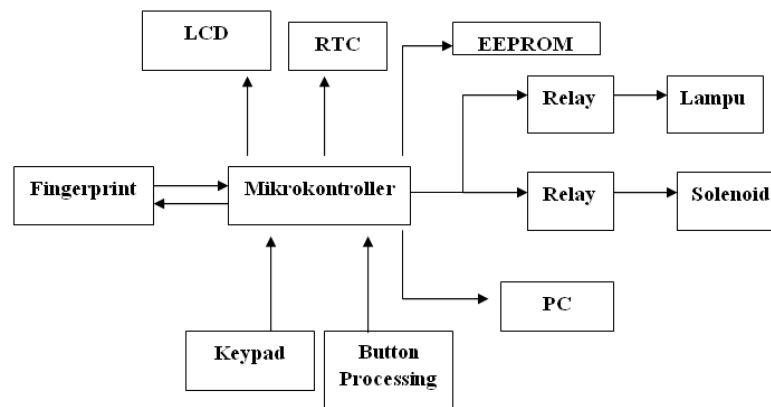 LCD
RTC
EEPROM
Relay
Lampu
Fingerprint
Mikrokontroller
Relay
Solenoid
PC
Keypad
Button
Processing